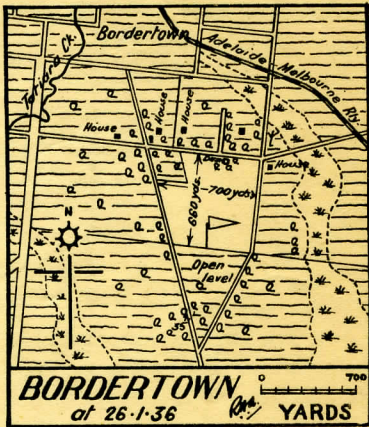 Bordertown
Adelaide Melbourne Rly.
Tatiara Ck.
House
House
House
House
700 yds.
660 yds.
N
Open
level
35
BORDERTOWN
at 26·1·36
0 700
YARDS